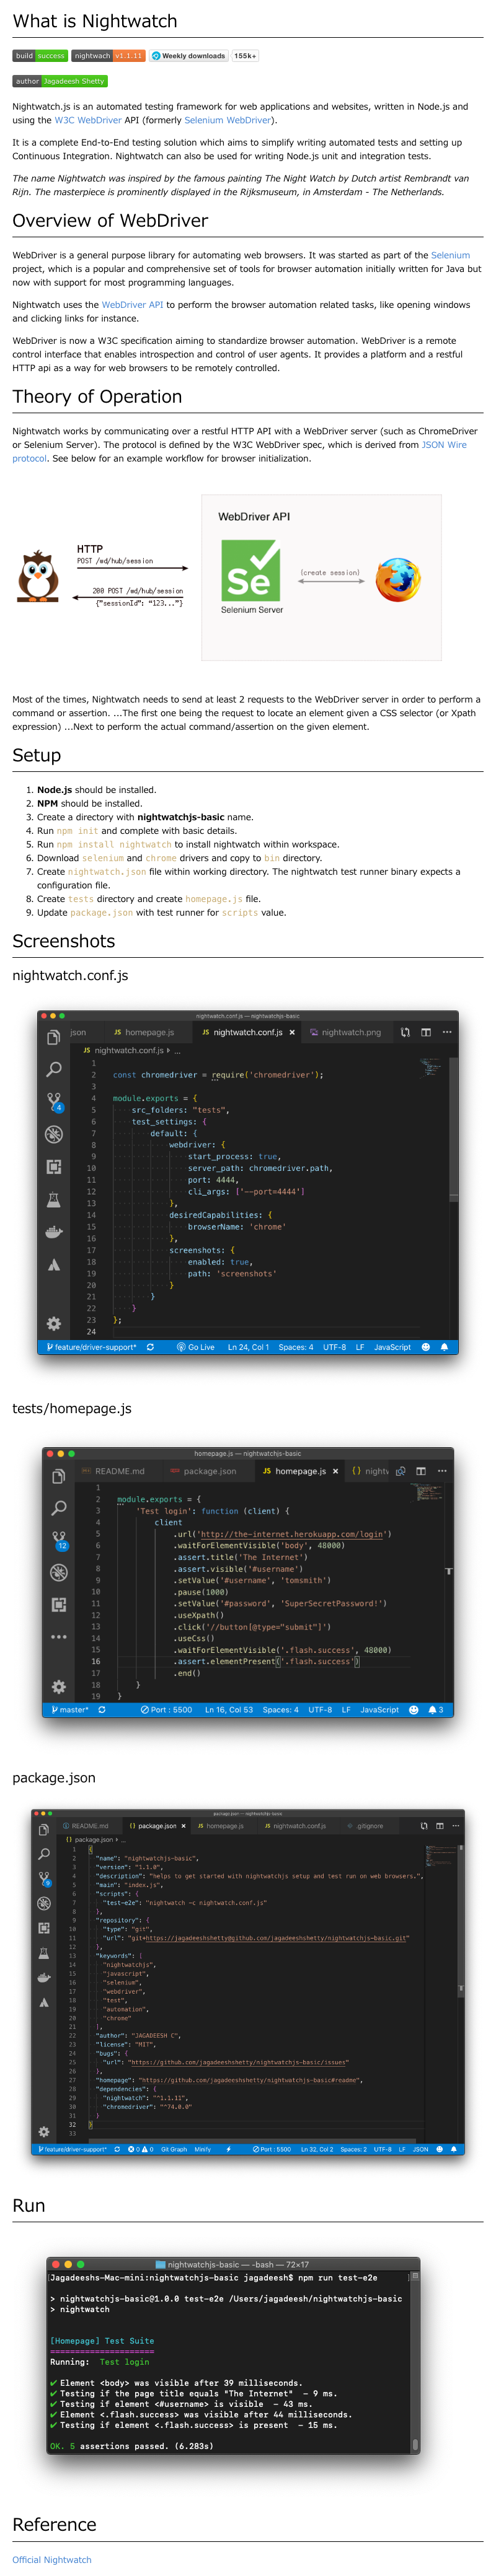 What is Nightwatch
build success nightwach v1.1.11 Weekly downloads 155k+
author Jagadeesh Shetty
Nightwatch.js is an automated testing framework for web applications and websites, written in Node.js and
using the W3C WebDriver API (formerly Selenium WebDriver).
It is a complete End-to-End testing solution which aims to simplify writing automated tests and setting up
Continuous Integration. Nightwatch can also be used for writing Node.js unit and integration tests.
The name Nightwatch was inspired by the famous painting The Night Watch by Dutch artist Rembrandt van
Rijn. The masterpiece is prominently displayed in the Rijksmuseum, in Amsterdam - The Netherlands.
Overview of WebDriver
WebDriver is a general purpose library for automating web browsers. It was started as part of the Selenium
project, which is a popular and comprehensive set of tools for browser automation initially written for Java but
now with support for most programming languages.
Nightwatch uses the WebDriver API to perform the browser automation related tasks, like opening windows
and clicking links for instance.
WebDriver is now a W3C specification aiming to standardize browser automation. WebDriver is a remote
control interface that enables introspection and control of user agents. It provides a platform and a restful
HTTP api as a way for web browsers to be remotely controlled.
Theory of Operation
Nightwatch works by communicating over a restful HTTP API with a WebDriver server (such as ChromeDriver
or Selenium Server). The protocol is defined by the W3C WebDriver spec, which is derived from JSON Wire
protocol. See below for an example workflow for browser initialization.
WebDriver API
HTTP
POST /wd/hub/session
200 POST /wd/hub/session
{"sessionId": "123..."}
Se
(create session)
Selenium Server
Most of the times, Nightwatch needs to send at least 2 requests to the WebDriver server in order to perform a
command or assertion. ...The first one being the request to locate an element given a CSS selector (or Xpath
expression) ...Next to perform the actual command/assertion on the given element.
Setup
1. Node.js should be installed.
2. NPM should be installed.
3. Create a directory with nightwatchjs-basic name.
4. Run npm init and complete with basic details.
5. Run npm install nightwatch to install nightwatch within workspace.
6. Download selenium and chrome drivers and copy to bin directory.
7. Create nightwatch.json file within working directory. The nightwatch test runner binary expects a
configuration file.
8. Create tests directory and create homepage.js file.
9. Update package.json with test runner for scripts value.
Screenshots
nightwatch.conf.js
nightwatch.conf.js — nightwatchjs-basic
json JS homepage.js JS nightwatch.conf.js × nightwatch.png ...
JS nightwatch.conf.js ▸ ...
1
2 const chromedriver = require('chromedriver');
3
4 module.exports = {
5 src_folders: "tests",
6 test_settings: {
7 default: {
8 webdriver: {
9 start_process: true,
10 server_path: chromedriver.path,
11 port: 4444,
12 cli_args: ['--port=4444']
13 },
14 desiredCapabilities: {
15 browserName: 'chrome'
16 },
17 screenshots: {
18 enabled: true,
19 path: 'screenshots'
20 }
21 }
22 }
23 };
24
4
feature/driver-support* Go Live Ln 24, Col 1 Spaces: 4 UTF-8 LF JavaScript
tests/homepage.js
homepage.js — nightwatchjs-basic
README.md package.json JS homepage.js × {} nightv ...
1
2 module.exports = {
3 'Test login': function (client) {
4 client
5 .url('http://the-internet.herokuapp.com/login')
6 .waitForElementVisible('body', 48000)
7 .assert.title('The Internet')
8 .assert.visible('#username')
9 .setValue('#username', 'tomsmith')
10 .pause(1000)
11 .setValue('#password', 'SuperSecretPassword!')
12 .useXpath()
13 .click('//button[@type="submit"]')
14 .useCss()
15 .waitForElementVisible('.flash.success', 48000)
16 .assert.elementPresent('.flash.success')
17 .end()
18 }
19 }
12
master* Port : 5500 Ln 16, Col 53 Spaces: 4 UTF-8 LF JavaScript 3
package.json
package.json — nightwatchjs-basic
README.md {} package.json × JS homepage.js JS nightwatch.conf.js .gitignore ...
{} package.json ▸ ...
1 {
2 "name": "nightwatchjs-basic",
3 "version": "1.1.0",
4 "description": "helps to get started with nightwatchjs setup and test run on web browsers.",
5 "main": "index.js",
6 "scripts": {
7 "test-e2e": "nightwatch -c nightwatch.conf.js"
8 },
9 "repository": {
10 "type": "git",
11 "url": "git+https://jagadeeshshetty@github.com/jagadeeshshetty/nightwatchjs-basic.git"
12 },
13 "keywords": [
14 "nightwatchjs",
15 "javascript",
16 "selenium",
17 "webdriver",
18 "test",
19 "automation",
20 "chrome"
21 ],
22 "author": "JAGADEESH C",
23 "license": "MIT",
24 "bugs": {
25 "url": "https://github.com/jagadeeshshetty/nightwatchjs-basic/issues"
26 },
27 "homepage": "https://github.com/jagadeeshshetty/nightwatchjs-basic#readme",
28 "dependencies": {
29 "nightwatch": "^1.1.11",
30 "chromedriver": "^74.0.0"
31 }
32 }
33
feature/driver-support* 0 0 Git Graph Minify Port : 5500 Ln 32, Col 2 Spaces: 2 UTF-8 LF JSON
Run
nightwatchjs-basic — -bash — 72×17
[Jagadeeshs-Mac-mini:nightwatchjs-basic jagadeesh$ npm run test-e2e ]
> nightwatchjs-basic@1.0.0 test-e2e /Users/jagadeesh/nightwatchjs-basic
> nightwatch
[Homepage] Test Suite
=====================
Running: Test login
✔ Element <body> was visible after 39 milliseconds.
✔ Testing if the page title equals "The Internet" - 9 ms.
✔ Testing if element <#username> is visible - 43 ms.
✔ Element <.flash.success> was visible after 44 milliseconds.
✔ Testing if element <.flash.success> is present - 15 ms.
OK. 5 assertions passed. (6.283s)
Reference
Official Nightwatch